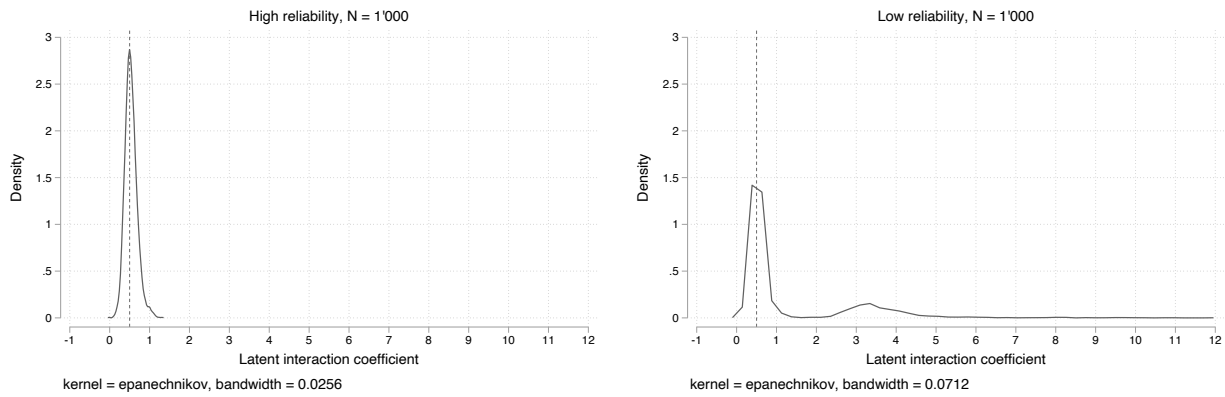 High reliability, N = 1'000
3
2.5
2
1.5
1
.5
0
Density
-1 0 1 2 3 4 5 6 7 8 9 10 11 12
Latent interaction coefficient
kernel = epanechnikov, bandwidth = 0.0256
Low reliability, N = 1'000
3
2.5
2
1.5
1
.5
0
Density
-1 0 1 2 3 4 5 6 7 8 9 10 11 12
Latent interaction coefficient
kernel = epanechnikov, bandwidth = 0.0712